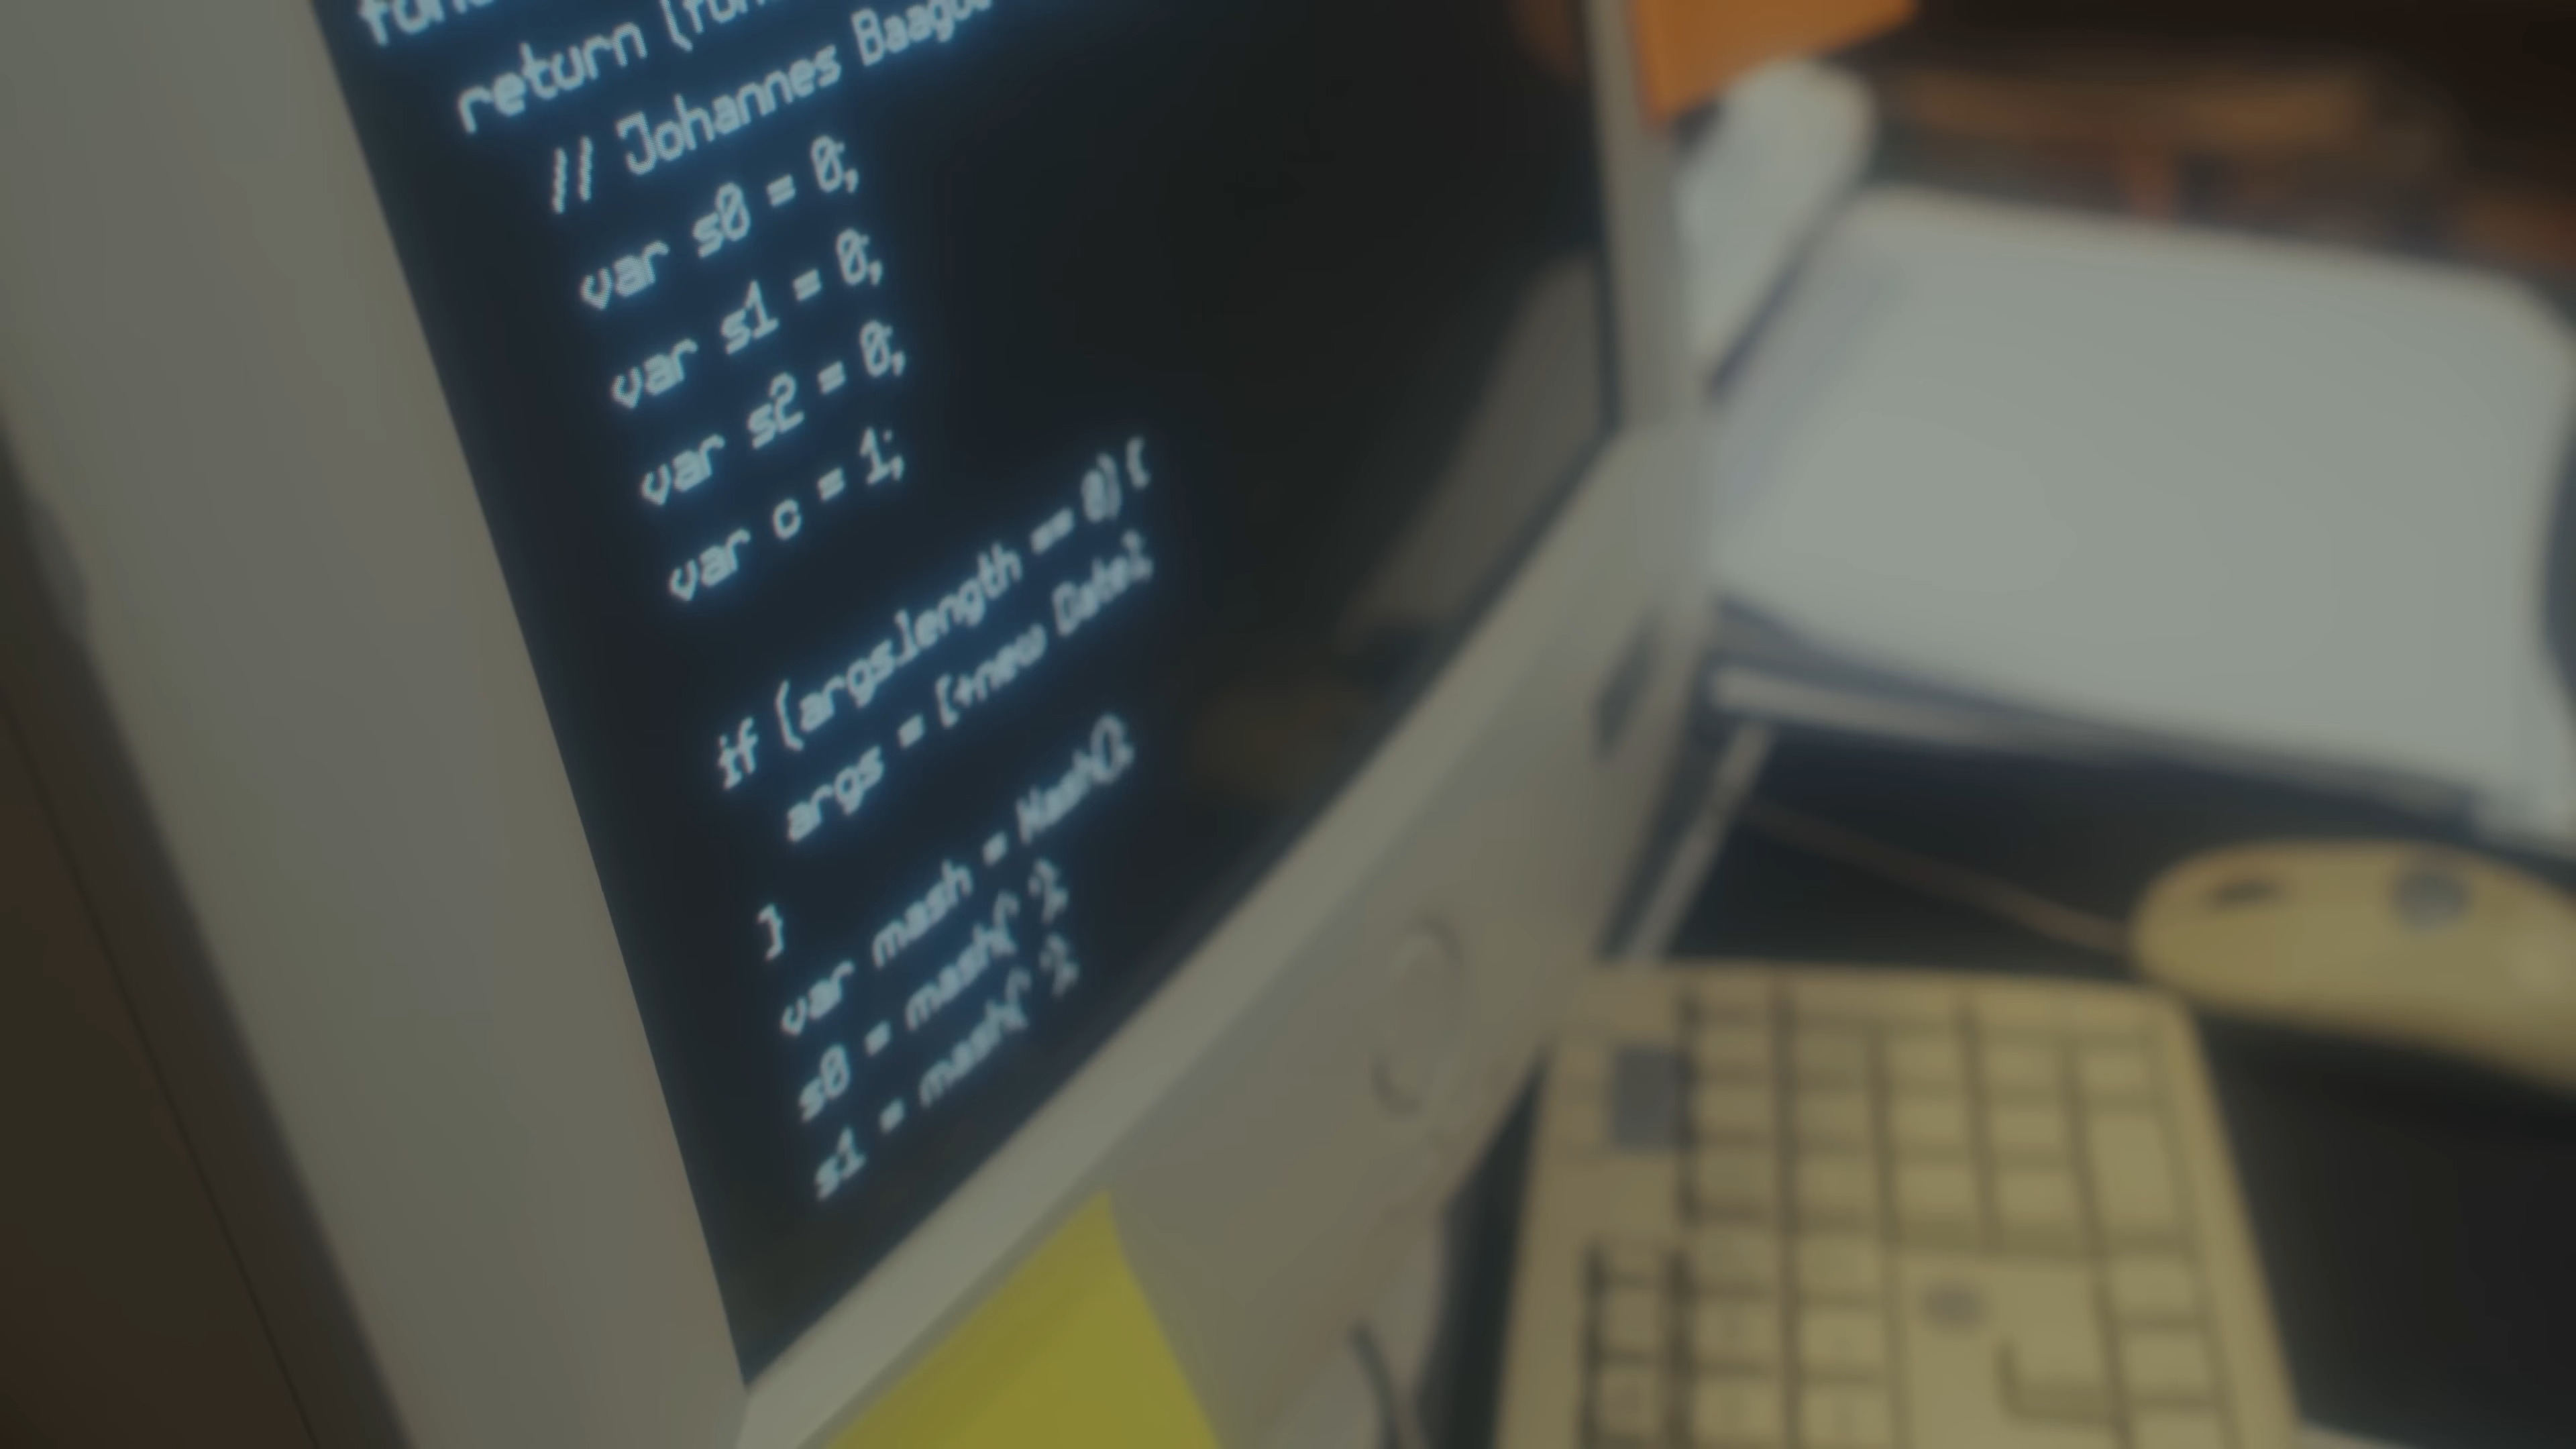 return (
// Johannes
var s0 = 0;
var s1 = 0;
var s2 = 0;
var c = 1;
if (args.length == 0) {
args = [+new Date];
}
var mash = Mash();
s0 = mash(' ');
s1 = mash(' ');